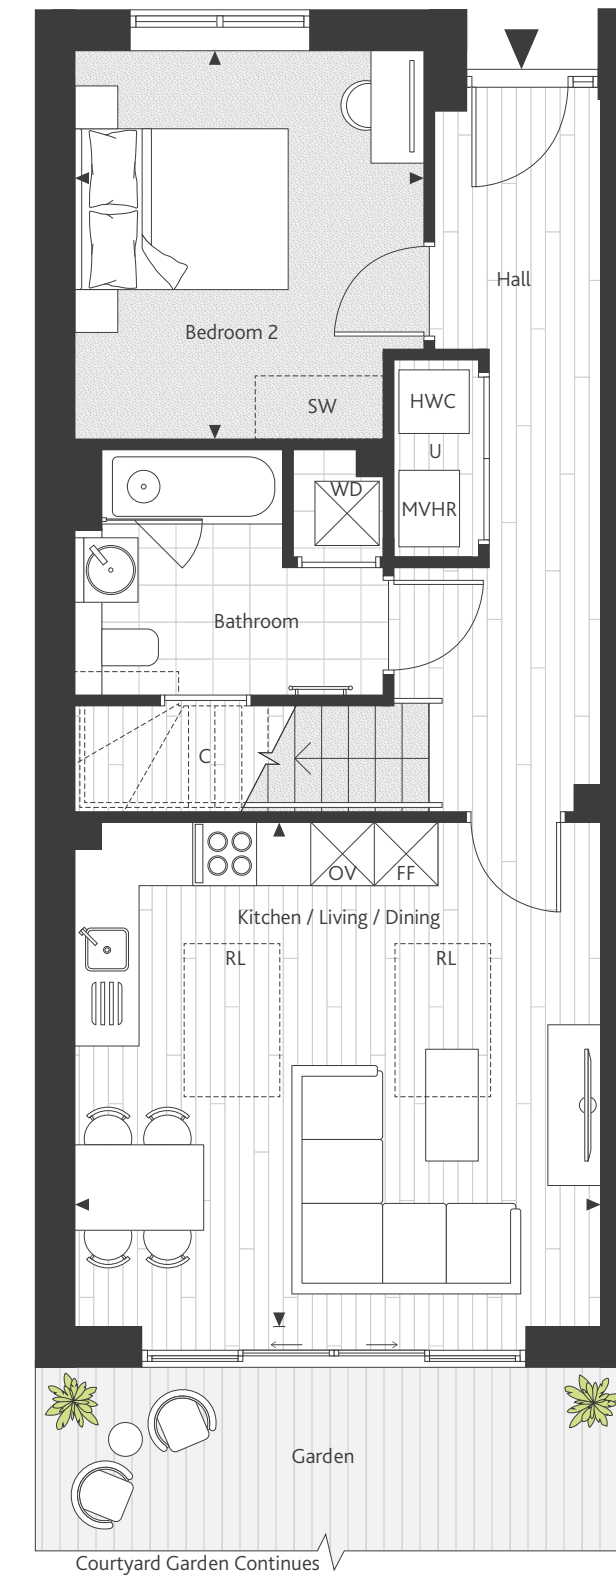 Hall
Bedroom 2
SW
HWC
U
WD
MVHR
Bathroom
C
OV
FF
Kitchen / Living / Dining
RL
RL
Garden
Courtyard Garden Continues